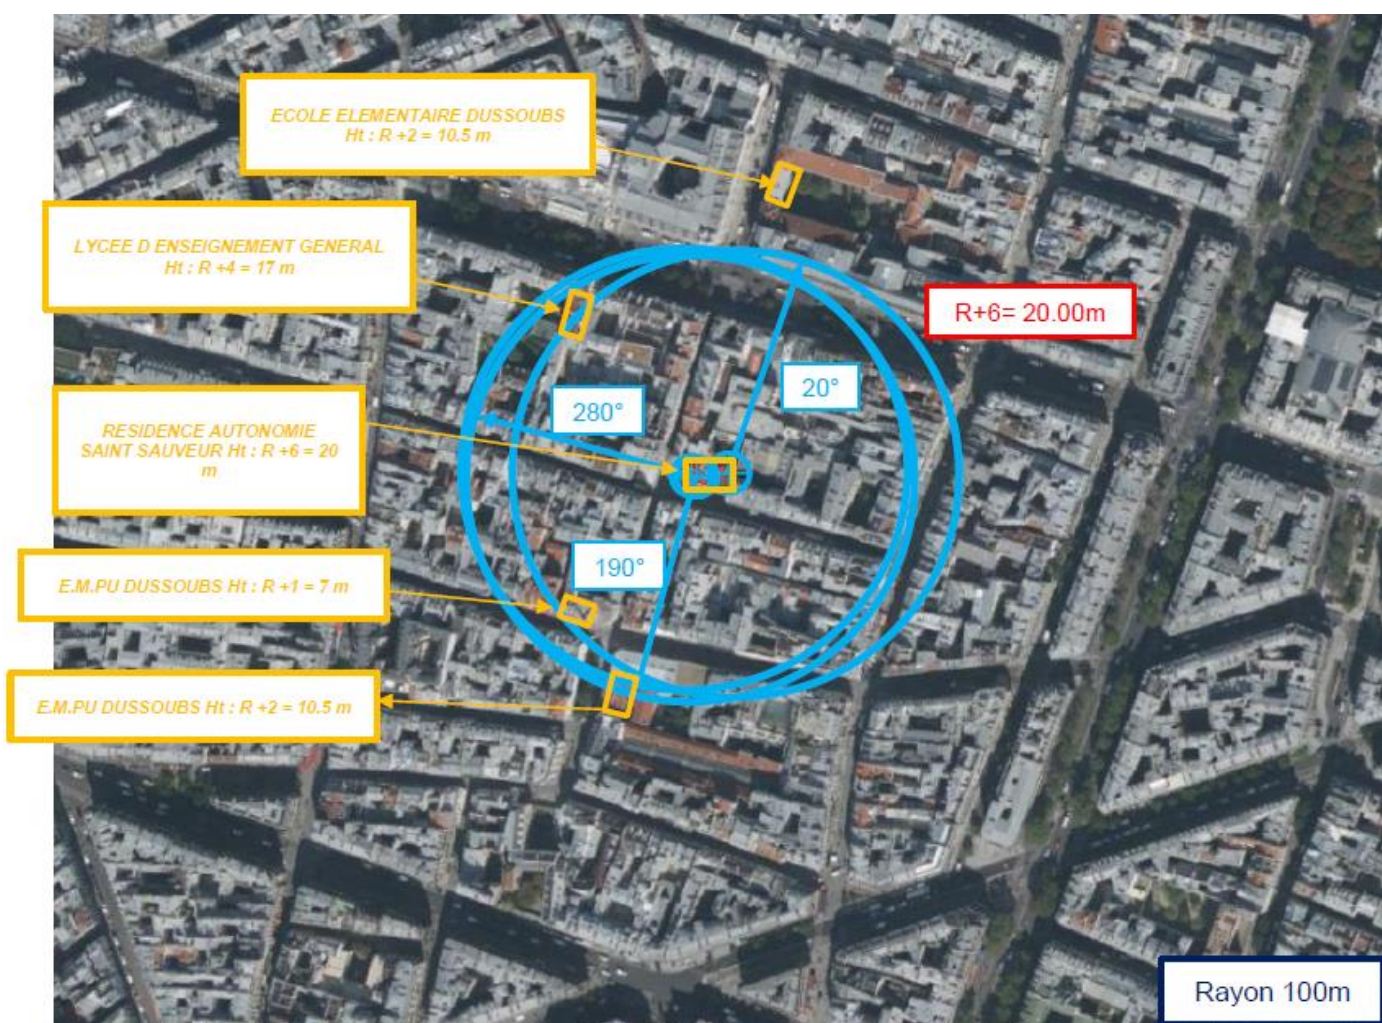 ECOLE ELEMENTAIRE DUSSOUBS
Ht : R +2 = 10.5 m
LYCEE D ENSEIGNEMENT GENERAL
Ht : R +4 = 17 m
R+6= 20.00m
20°
280°
RESIDENCE AUTONOMIE
SAINT SAUVEUR Ht : R +6 = 20
m
190°
E.M.PU DUSSOUBS Ht : R +1 = 7 m
E.M.PU DUSSOUBS Ht : R +2 = 10.5 m
Rayon 100m